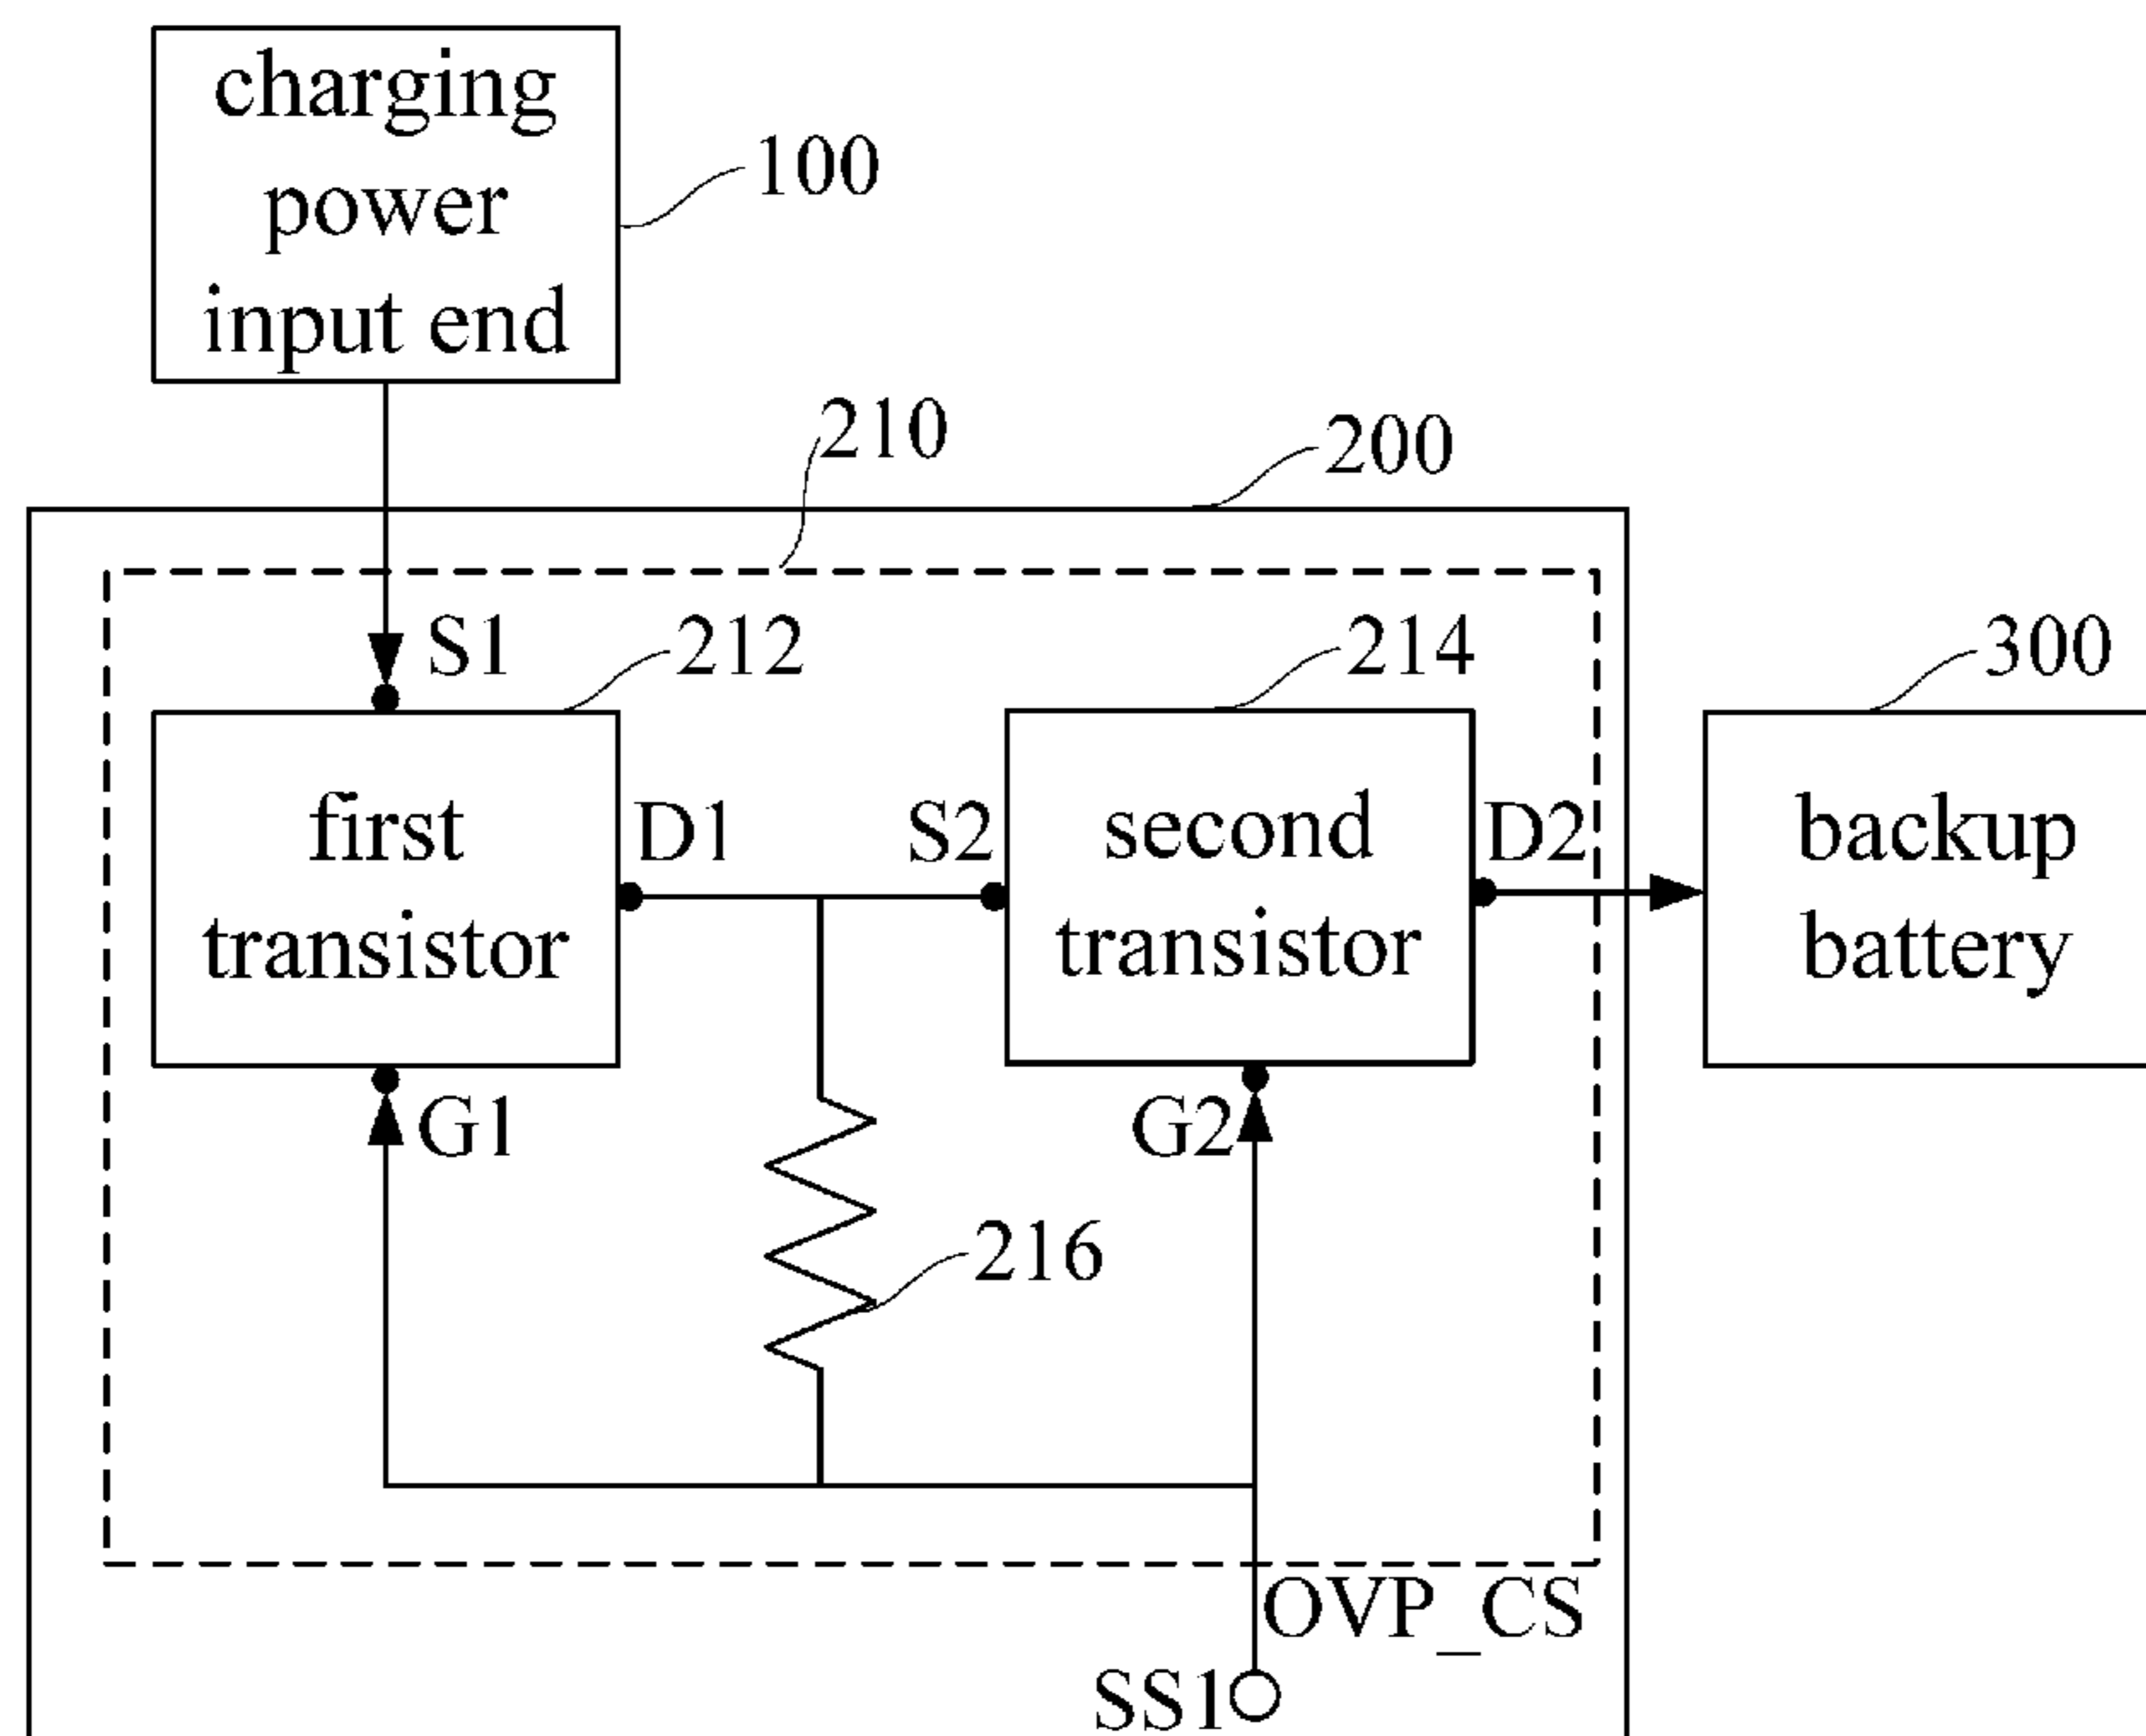 charging
power
input end
100
210
200
S1
212
214
300
first
transistor
D1
S2
second
transistor
D2
backup
battery
G1
G2
216
OVP_CS
SS1